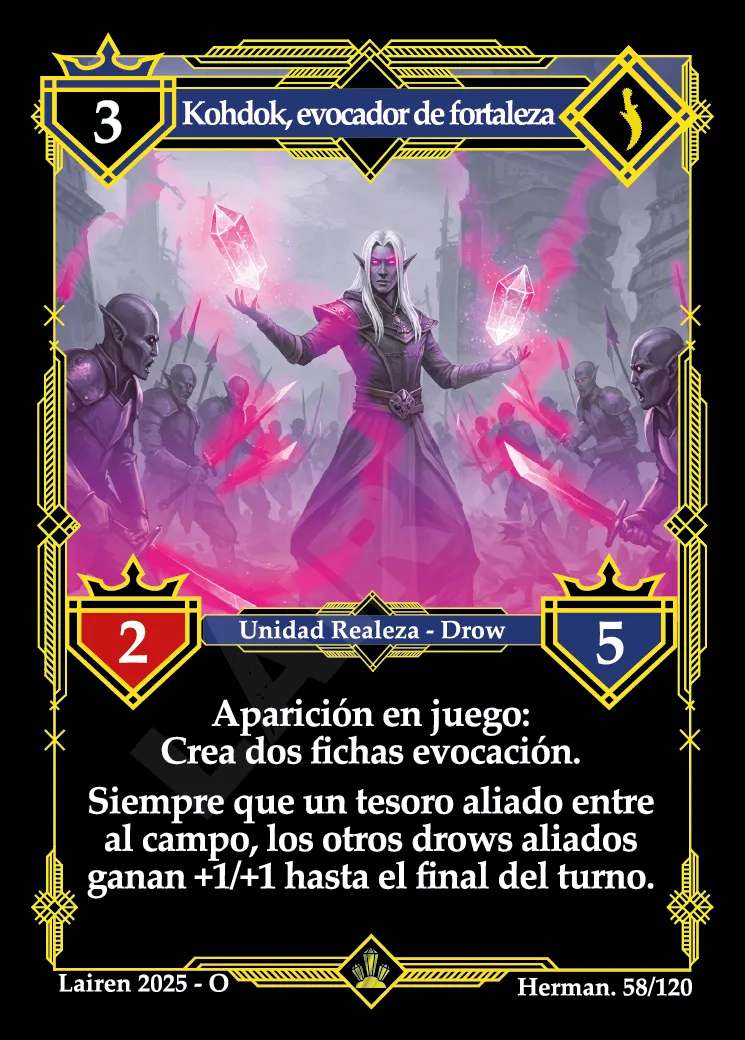 3
Kohdok, evocador de fortaleza
2
Unidad Realeza - Drow
5
Aparición en juego:
Crea dos fichas evocación.
Siempre que un tesoro aliado entre
al campo, los otros drows aliados
ganan +1/+1 hasta el final del turno.
Lairen 2025 - O
Herman. 58/120